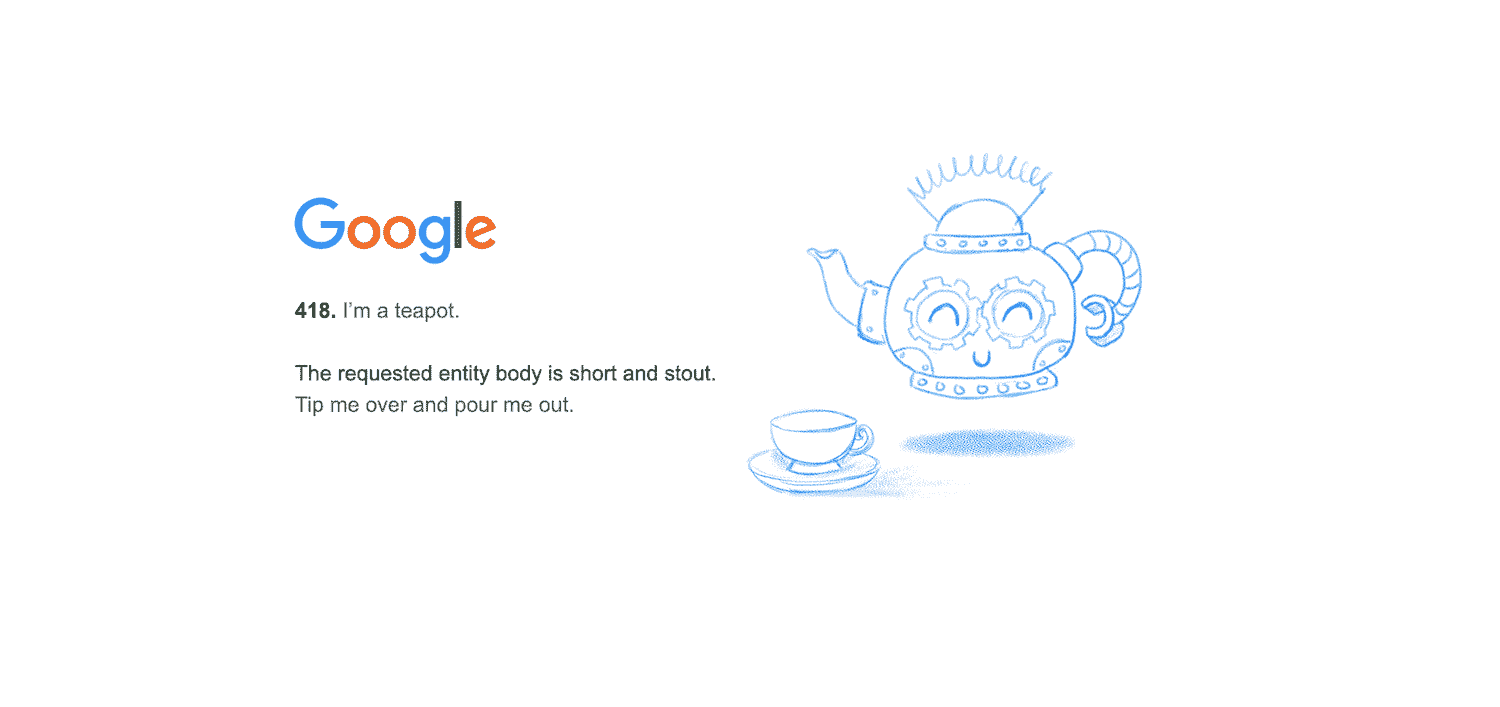 Google
418. I'm a teapot.
The requested entity body is short and stout.
Tip me over and pour me out.